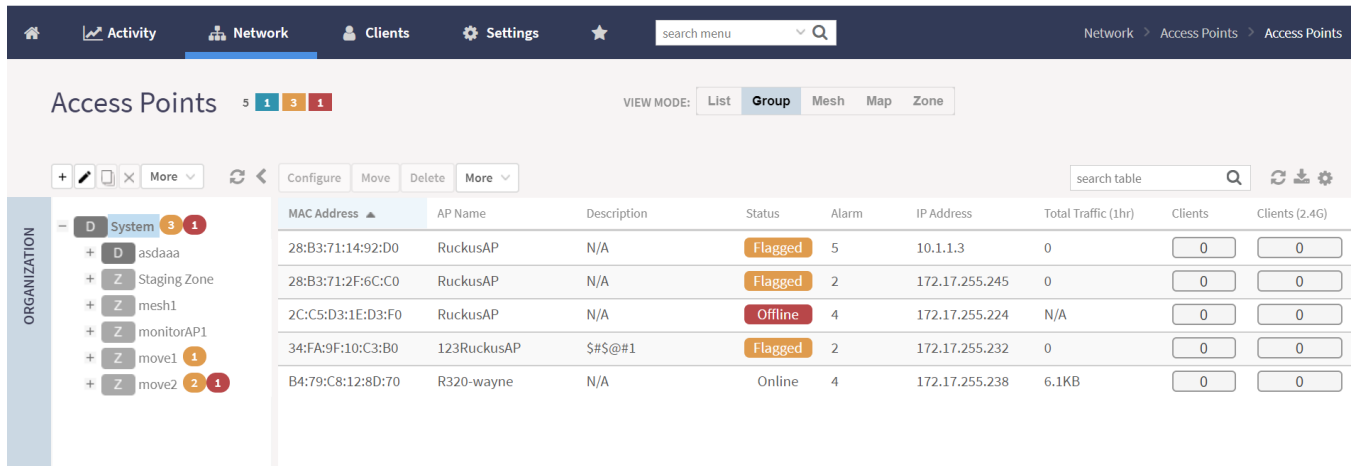 Activity Network Clients Settings search menu Network > Access Points > Access Points
Access Points 5 1 3 1 VIEW MODE: List Group Mesh Map Zone
+ More Configure Move Delete More search table
ORGANIZATION
D System 3 1
+ D asdaaa
+ Z Staging Zone
+ Z mesh1
+ Z monitorAP1
+ Z move1 1
+ Z move2 2 1
MAC Address AP Name Description Status Alarm IP Address Total Traffic (1hr) Clients Clients (2.4G)
28:B3:71:14:92:D0 RuckusAP N/A Flagged 5 10.1.1.3 0 0 0
28:B3:71:2F:6C:C0 RuckusAP N/A Flagged 2 172.17.255.245 0 0 0
2C:C5:D3:1E:D3:F0 RuckusAP N/A Offline 4 172.17.255.224 N/A 0 0
34:FA:9F:10:C3:B0 123RuckusAP $#$@#1 Flagged 2 172.17.255.232 0 0 0
B4:79:C8:12:8D:70 R320-wayne N/A Online 4 172.17.255.238 6.1KB 0 0